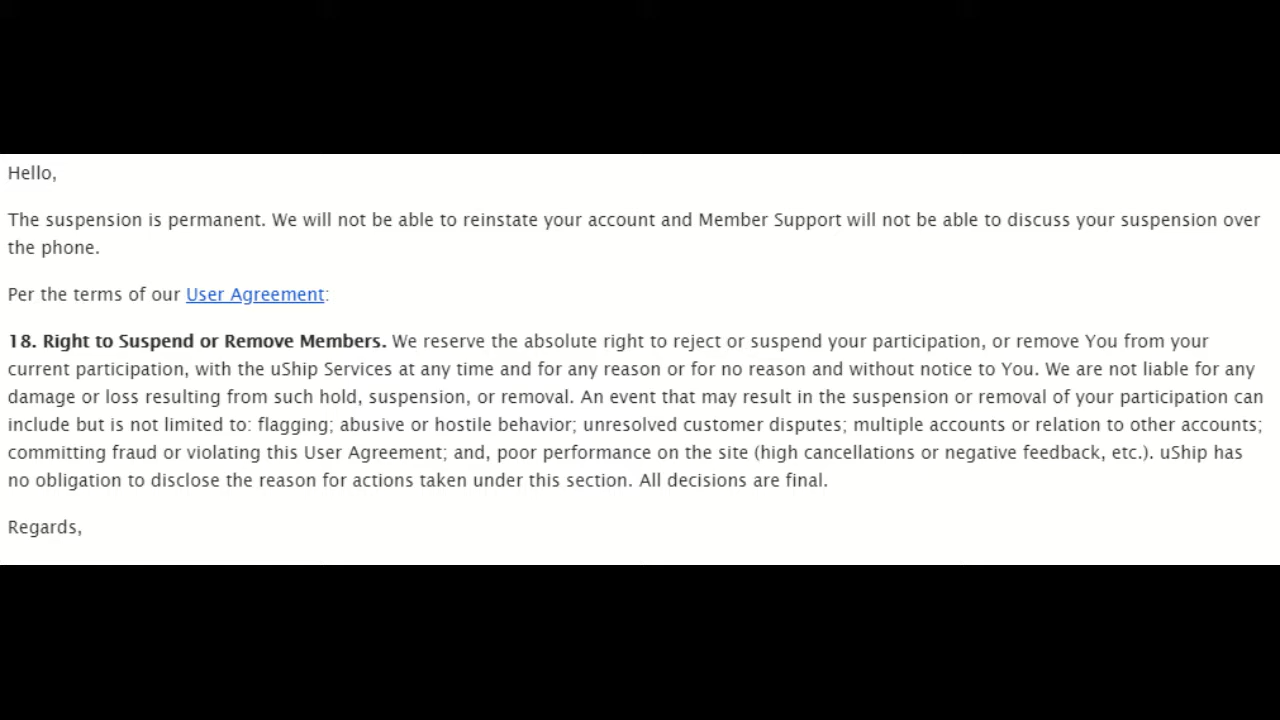 Hello,
The suspension is permanent. We will not be able to reinstate your account and Member Support will not be able to discuss your suspension over
the phone.
Per the terms of our User Agreement:
18. Right to Suspend or Remove Members. We reserve the absolute right to reject or suspend your participation, or remove You from your
current participation, with the uShip Services at any time and for any reason or for no reason and without notice to You. We are not liable for any
damage or loss resulting from such hold, suspension, or removal. An event that may result in the suspension or removal of your participation can
include but is not limited to: flagging; abusive or hostile behavior; unresolved customer disputes; multiple accounts or relation to other accounts;
committing fraud or violating this User Agreement; and, poor performance on the site (high cancellations or negative feedback, etc.). uShip has
no obligation to disclose the reason for actions taken under this section. All decisions are final.
Regards,